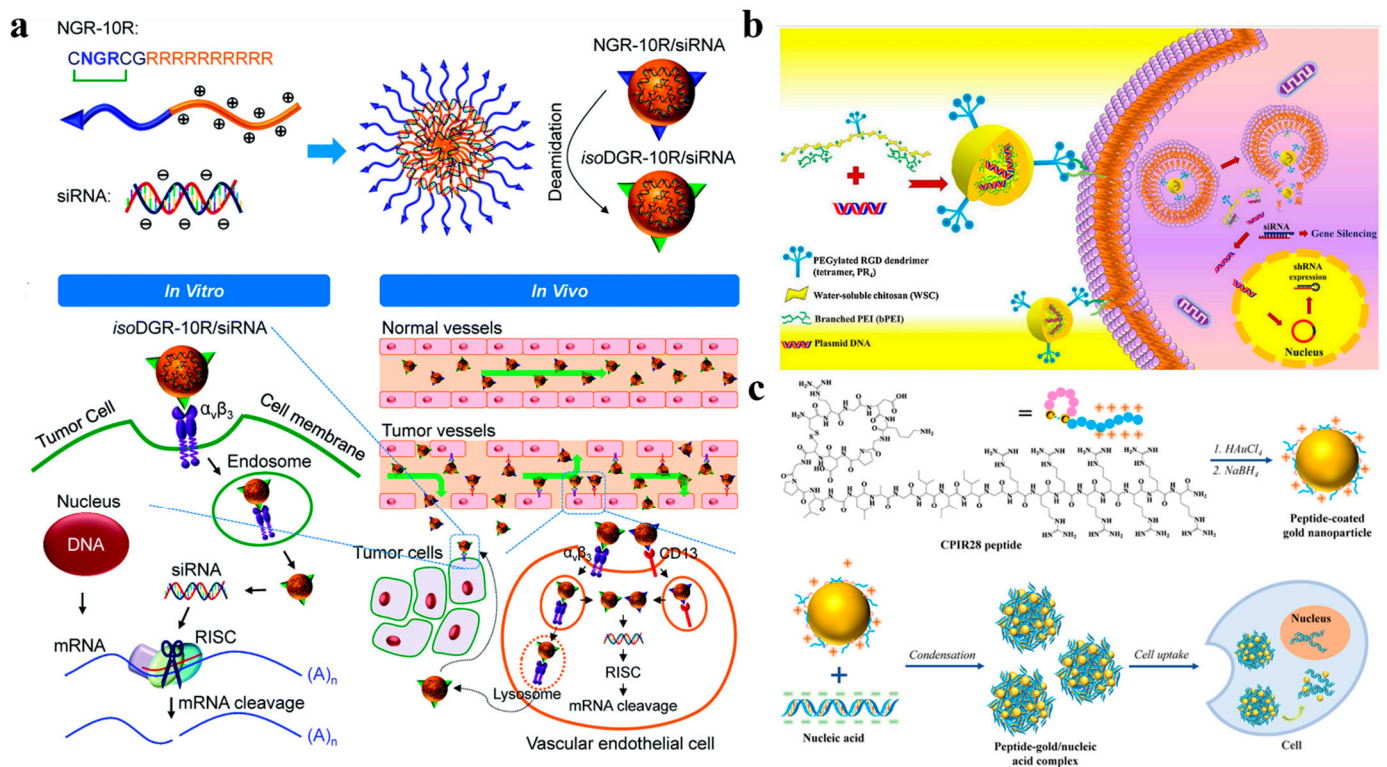 a
NGR-10R:
CNGRCGRRRRRRRRRR
siRNA:
NGR-10R/siRNA
Deamidation
isoDGR-10R/siRNA
In Vitro
isoDGR-10R/siRNA
αvβ3
Tumor Cell
Cell membrane
Endosome
Nucleus
DNA
siRNA
mRNA
RISC
(A)n
mRNA cleavage
(A)n
In Vivo
Normal vessels
Tumor vessels
Tumor cells
αvβ3
CD13
Lysosome
RISC
mRNA cleavage
Vascular endothelial cell
b
PEGylated RGD dendrimer
(tetramer, PR4)
Water-soluble chitosan (WSC)
Branched PEI (bPEI)
Plasmid DNA
siRNA
Gene Silencing
shRNA
expression
Nucleus
c
CPIR28 peptide
=
1. HAuCl4
2. NaBH4
Peptide-coated
gold nanoparticle
Nucleic acid
Condensation
Peptide-gold/nucleic
acid complex
Cell uptake
Nucleus
Cell